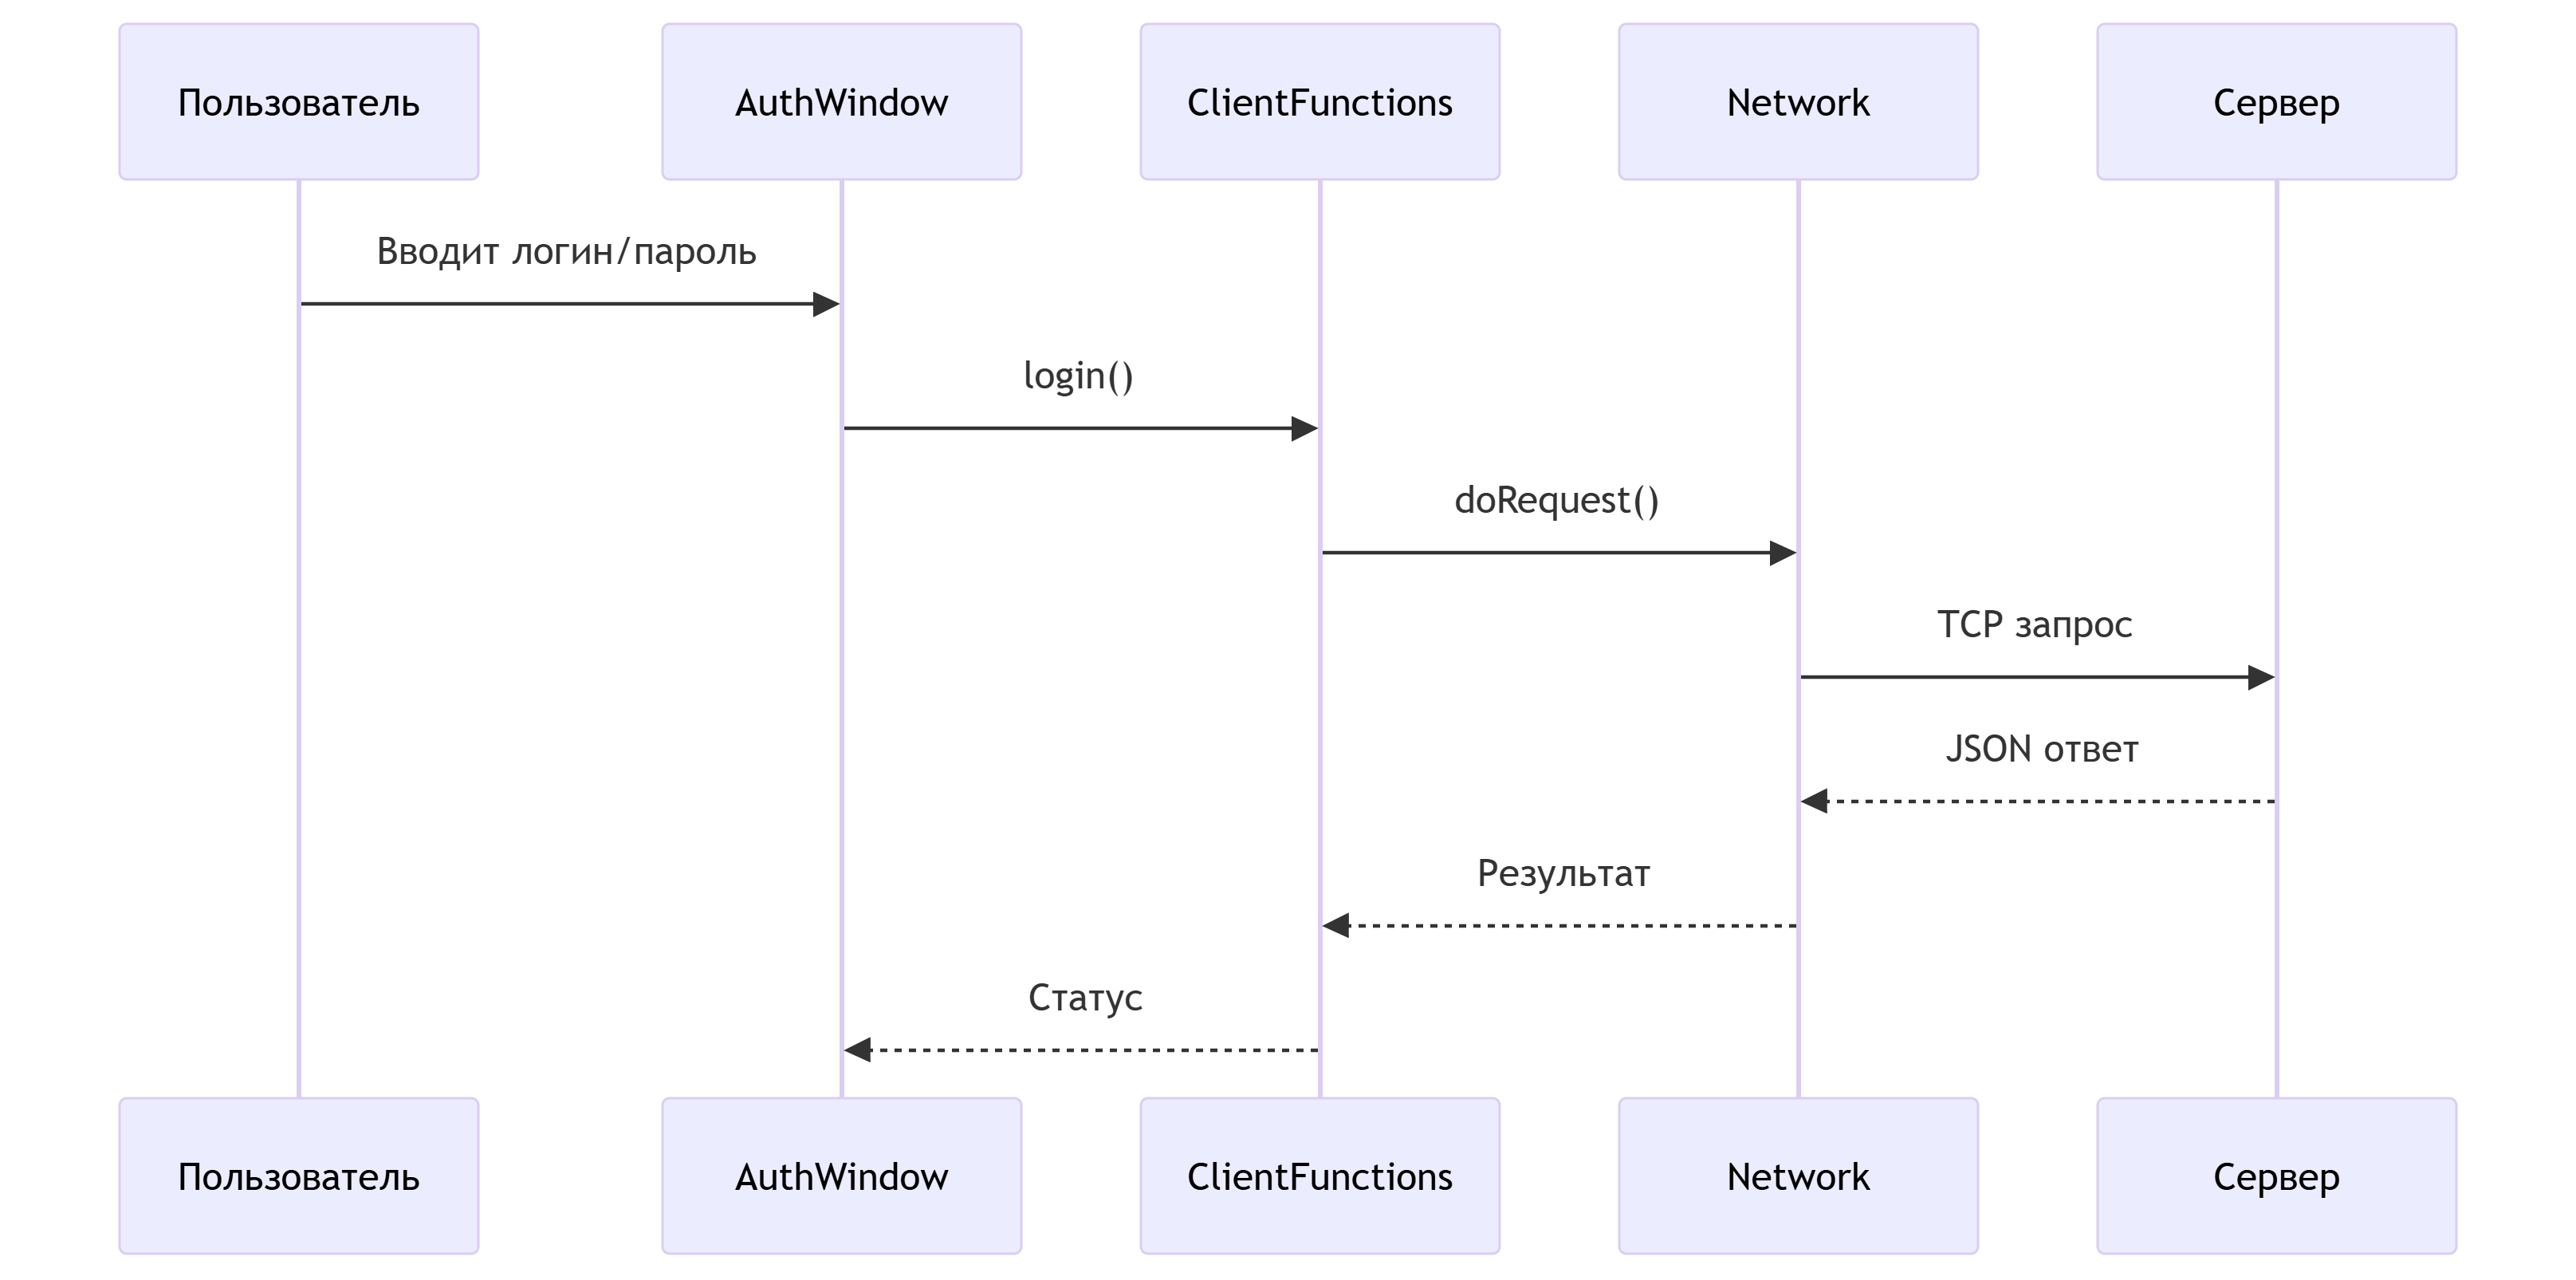 Пользователь
AuthWindow
ClientFunctions
Network
Сервер
Вводит логин/пароль
login()
doRequest()
TCP запрос
JSON ответ
Результат
Статус
Пользователь
AuthWindow
ClientFunctions
Network
Сервер